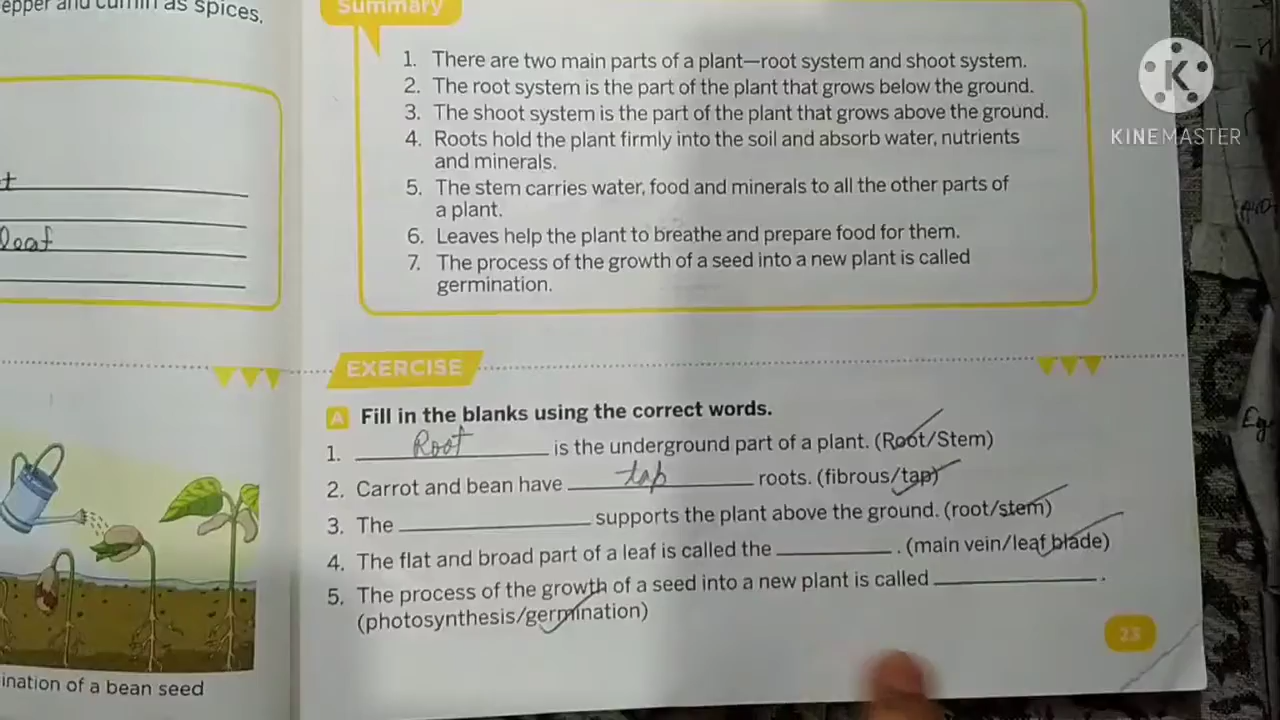 epper and cumin as spices.
t
leaf
ination of a bean seed
Summary
1. There are two main parts of a plant—root system and shoot system.
2. The root system is the part of the plant that grows below the ground.
3. The shoot system is the part of the plant that grows above the ground.
4. Roots hold the plant firmly into the soil and absorb water, nutrients
and minerals.
5. The stem carries water, food and minerals to all the other parts of
a plant.
6. Leaves help the plant to breathe and prepare food for them.
7. The process of the growth of a seed into a new plant is called
germination.
EXERCISE
A Fill in the blanks using the correct words.
1. Root is the underground part of a plant. (Root/Stem)
2. Carrot and bean have tap roots. (fibrous/tap)
3. The ____________ supports the plant above the ground. (root/stem)
4. The flat and broad part of a leaf is called the ____________. (main vein/leaf blade)
5. The process of the growth of a seed into a new plant is called ____________.
(photosynthesis/germination)
23
K
KINEMASTER